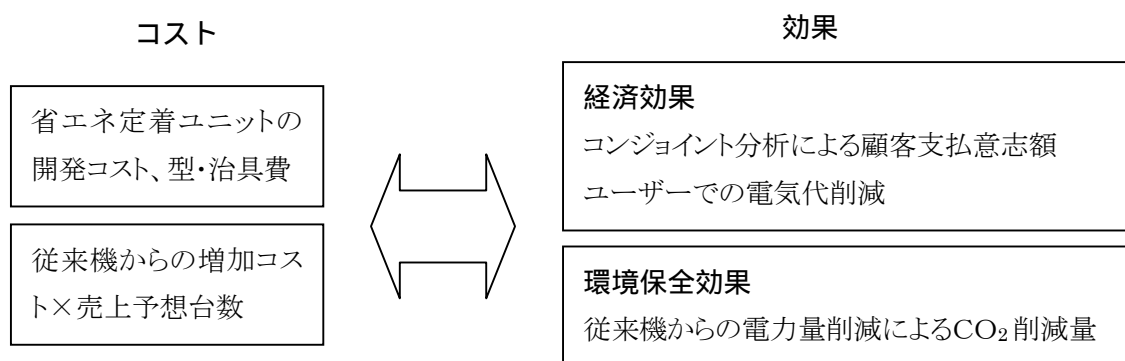 コスト
省エネ定着ユニットの
開発コスト、型・治具費
従来機からの増加コス
ト×売上予想台数
効果
経済効果
コンジョイント分析による顧客支払意志額
ユーザーでの電気代削減
環境保全効果
従来機からの電力量削減によるCO₂削減量